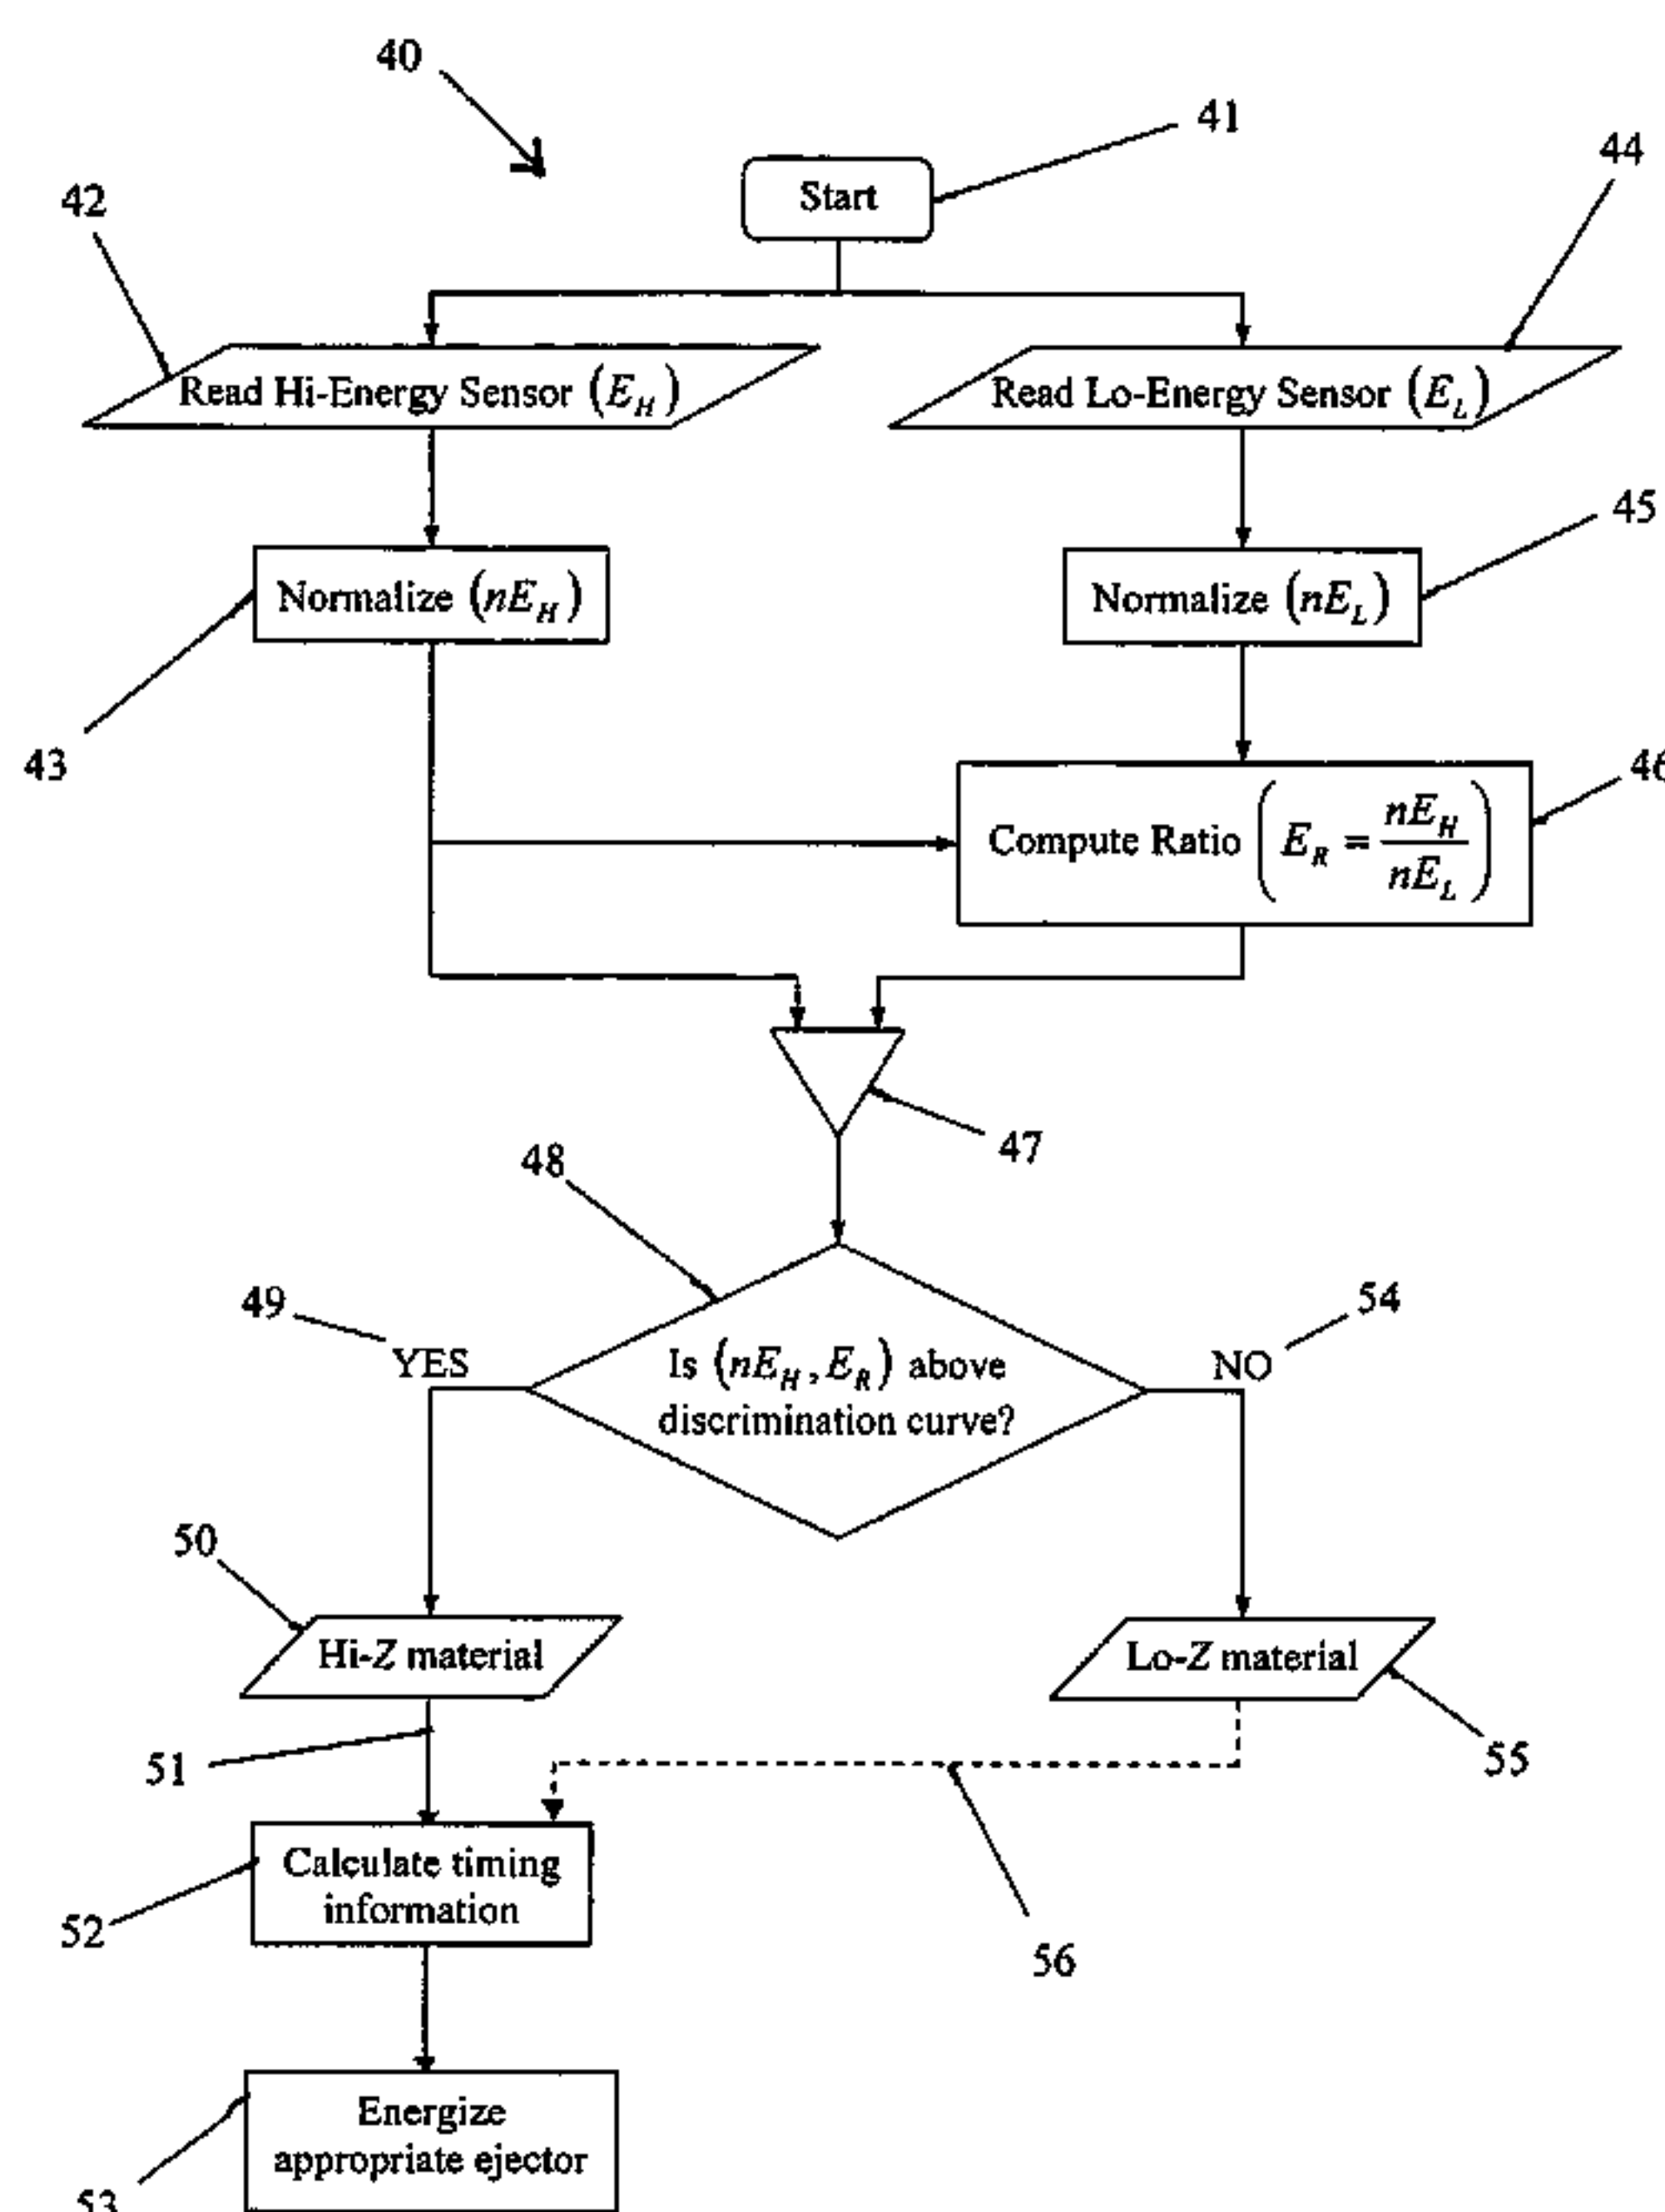 40
41
Start
44
42
Read Hi-Energy Sensor (E_H)
Read Lo-Energy Sensor (E_L)
45
Normalize (nE_H)
Normalize (nE_L)
43
46
Compute Ratio (E_R = nE_H / nE_L)
47
48
49
54
YES
NO
Is (nE_H, E_R) above
discrimination curve?
50
Hi-Z material
Lo-Z material
51
55
Calculate timing
information
52
56
Energize
appropriate ejector
53